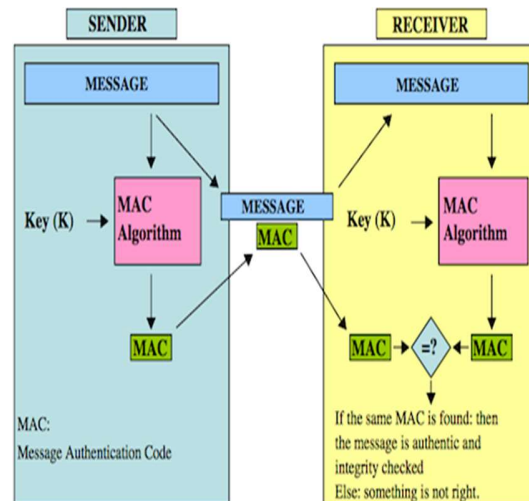 SENDER
MESSAGE
Key (K)
MAC
Algorithm
MAC
MAC:
Message Authentication Code
MESSAGE
MAC
RECEIVER
MESSAGE
Key (K)
MAC
Algorithm
MAC
=?
MAC
If the same MAC is found: then
the message is authentic and
integrity checked
Else: something is not right.